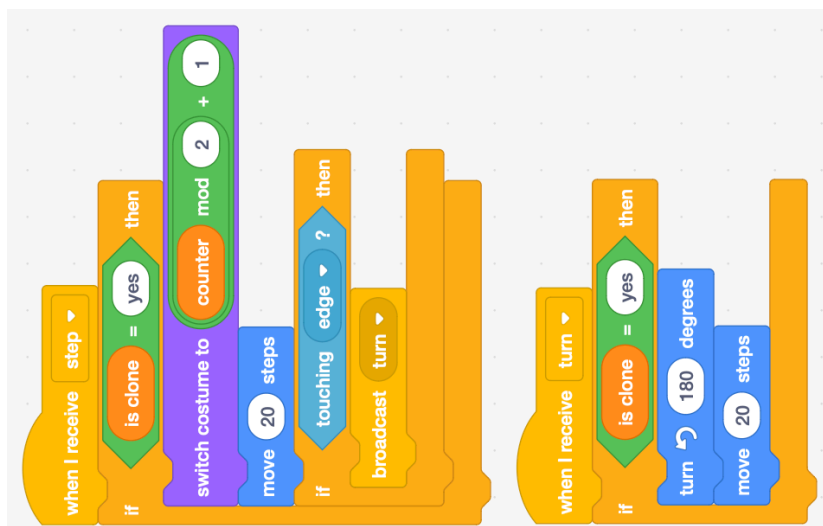 when I receive step
if is clone = yes then
switch costume to counter mod 2 + 1
move 20 steps
if touching edge ? then
broadcast turn
when I receive turn
if is clone = yes then
turn 180 degrees
move 20 steps